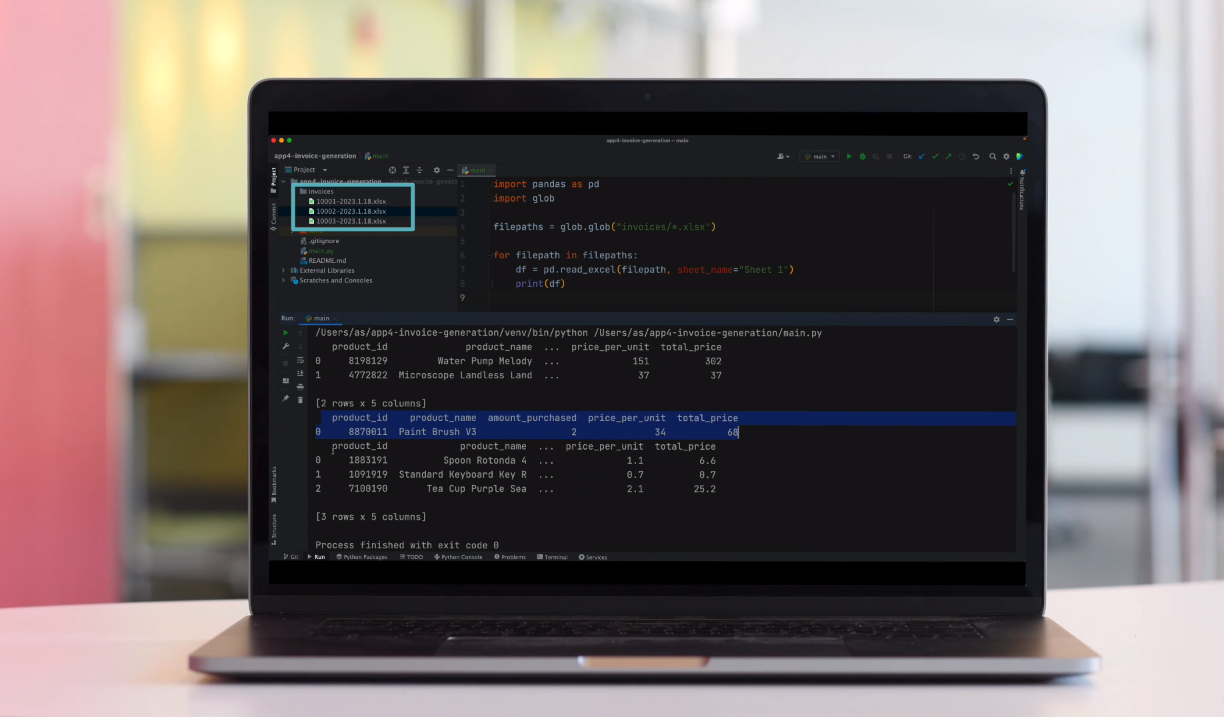 app4-invoice-generation – main
app4-invoice-generation main
main Git:
Project
Project
main
app4-invoice-generation
invoices
10001-2023.1.18.xlsx
10002-2023.1.18.xlsx
10003-2023.1.18.xlsx
.gitignore
main.py
README.md
External Libraries
Scratches and Consoles
Commit
Notifications
1 import pandas as pd
2 import glob
3
4 filepaths = glob.glob("invoices/*.xlsx")
5
6 for filepath in filepaths:
7 df = pd.read_excel(filepath, sheet_name="Sheet 1")
8 print(df)
9
Run: main
/Users/as/app4-invoice-generation/venv/bin/python /Users/as/app4-invoice-generation/main.py
product_id product_name ... price_per_unit total_price
0 8198129 Water Pump Melody ... 151 302
1 4772822 Microscope Landless Land ... 37 37
[2 rows x 5 columns]
product_id product_name amount_purchased price_per_unit total_price
0 8870011 Paint Brush V3 2 34 68
product_id product_name ... price_per_unit total_price
0 1883191 Spoon Rotonda 4 ... 1.1 6.6
1 1091919 Standard Keyboard Key R ... 0.7 0.7
2 7100190 Tea Cup Purple Sea ... 2.1 25.2
[3 rows x 5 columns]
Process finished with exit code 0
Bookmarks
Structure
Git Run Python Packages TODO Python Console Problems Terminal Services